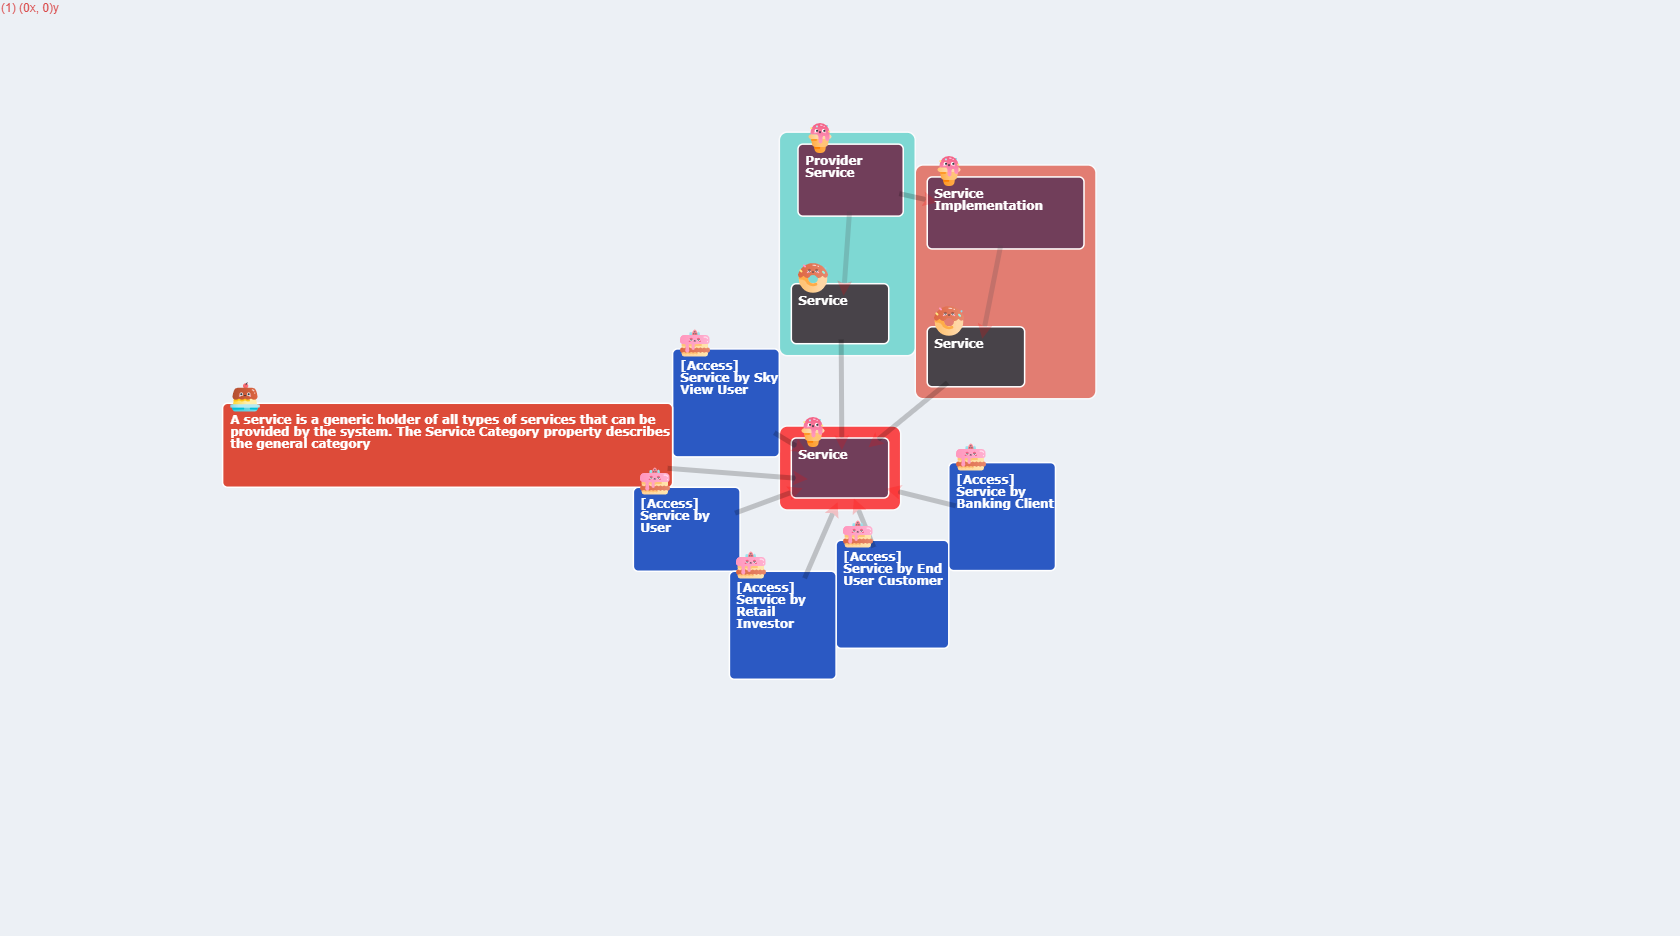 (1) (0x, 0)y
Provider
Service
Service
Implementation
Service
Service
[Access]
Service by Sky
View User
A service is a generic holder of all types of services that can be
provided by the system. The Service Category property describes
the general category
Service
[Access]
Service by
Banking Client
[Access]
Service by
User
[Access]
Service by End
User Customer
[Access]
Service by
Retail
Investor